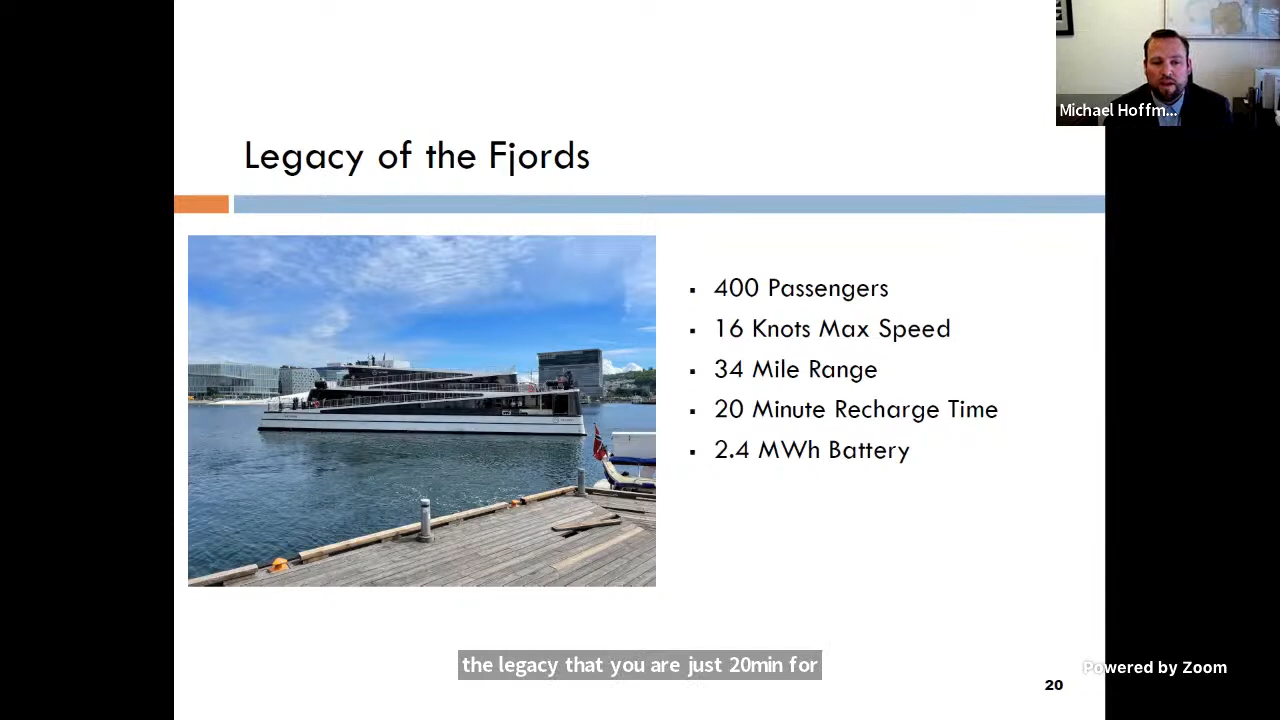 Michael Hoffm...
Legacy of the Fjords
400 Passengers
16 Knots Max Speed
34 Mile Range
20 Minute Recharge Time
2.4 MWh Battery
the legacy that you are just 20min for
Powered by Zoom
20